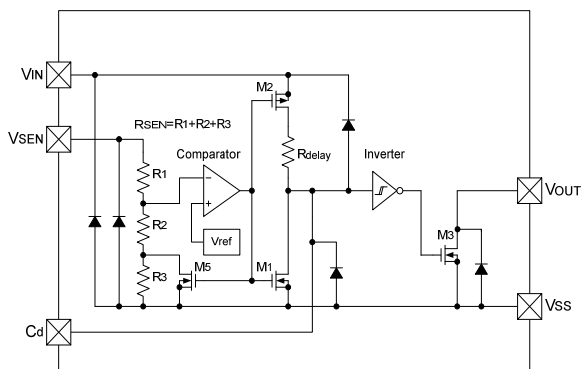 VIN
M2
VSEN
RSEN=R1+R2+R3
Rdelay
Comparator
Inverter
R1
−
+
VOUT
R2
Vref
M3
M5
M1
R3
VSS
Cd